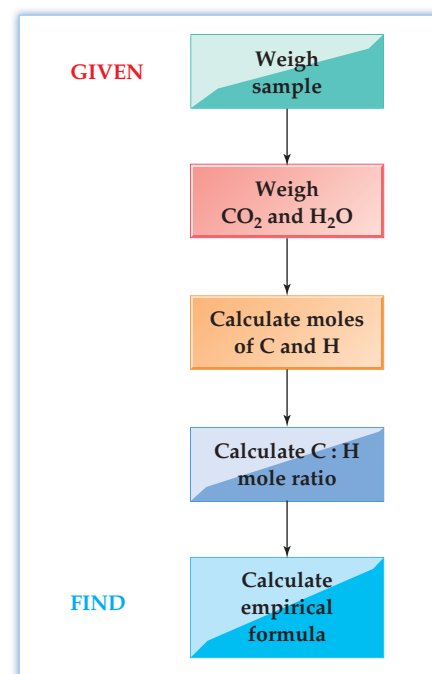 GIVEN
Weigh
sample
Weigh
CO₂ and H₂O
Calculate moles
of C and H
Calculate C : H
mole ratio
FIND
Calculate
empirical
formula